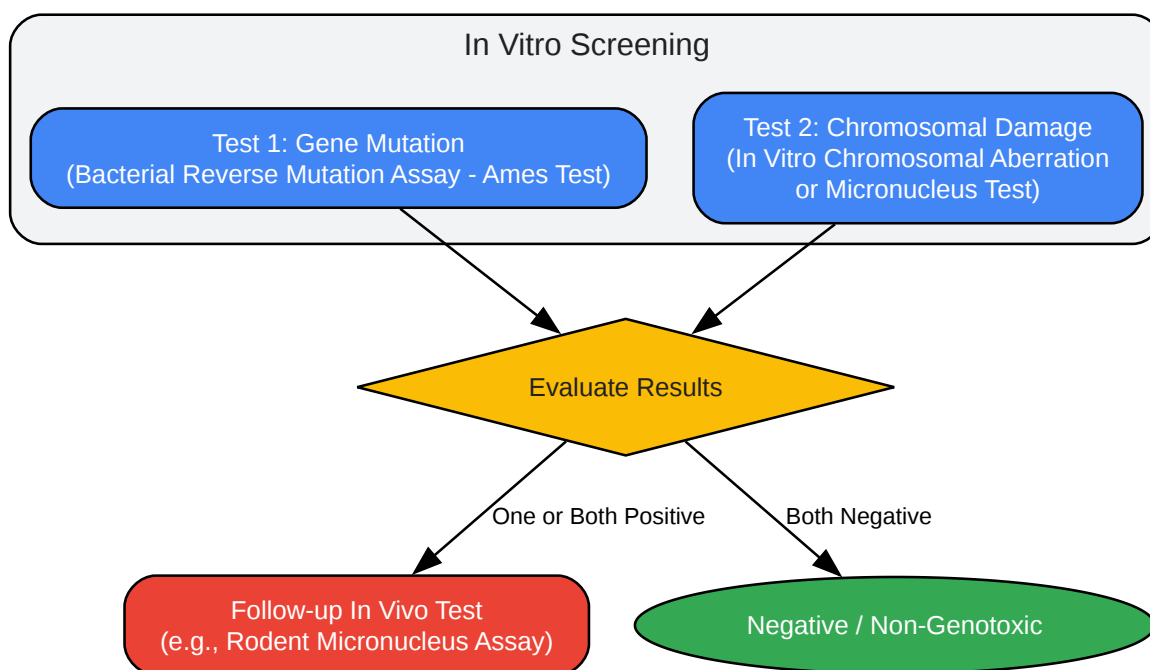 In Vitro Screening
Test 1: Gene Mutation
(Bacterial Reverse Mutation Assay - Ames Test)
Test 2: Chromosomal Damage
(In Vitro Chromosomal Aberration
or Micronucleus Test)
Evaluate Results
One or Both Positive
Both Negative
Follow-up In Vivo Test
(e.g., Rodent Micronucleus Assay)
Negative / Non-Genotoxic